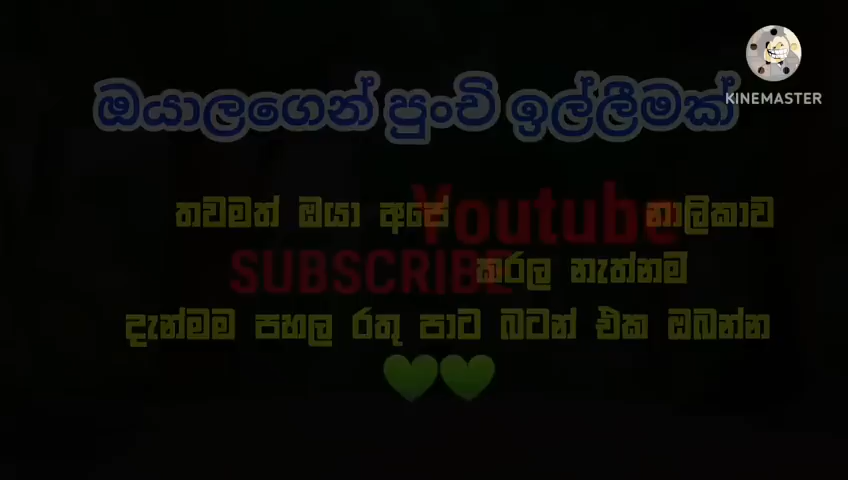 KINEMASTER
ඔයාලගෙන් පුංචි ඉල්ලීමක්
තවමත් ඔයා අපේ Youtube නාලිකාව
SUBSCRIBE කරල නැත්නම්
දැන්මම පහල රතු පාට බටන් එක ඔබන්න